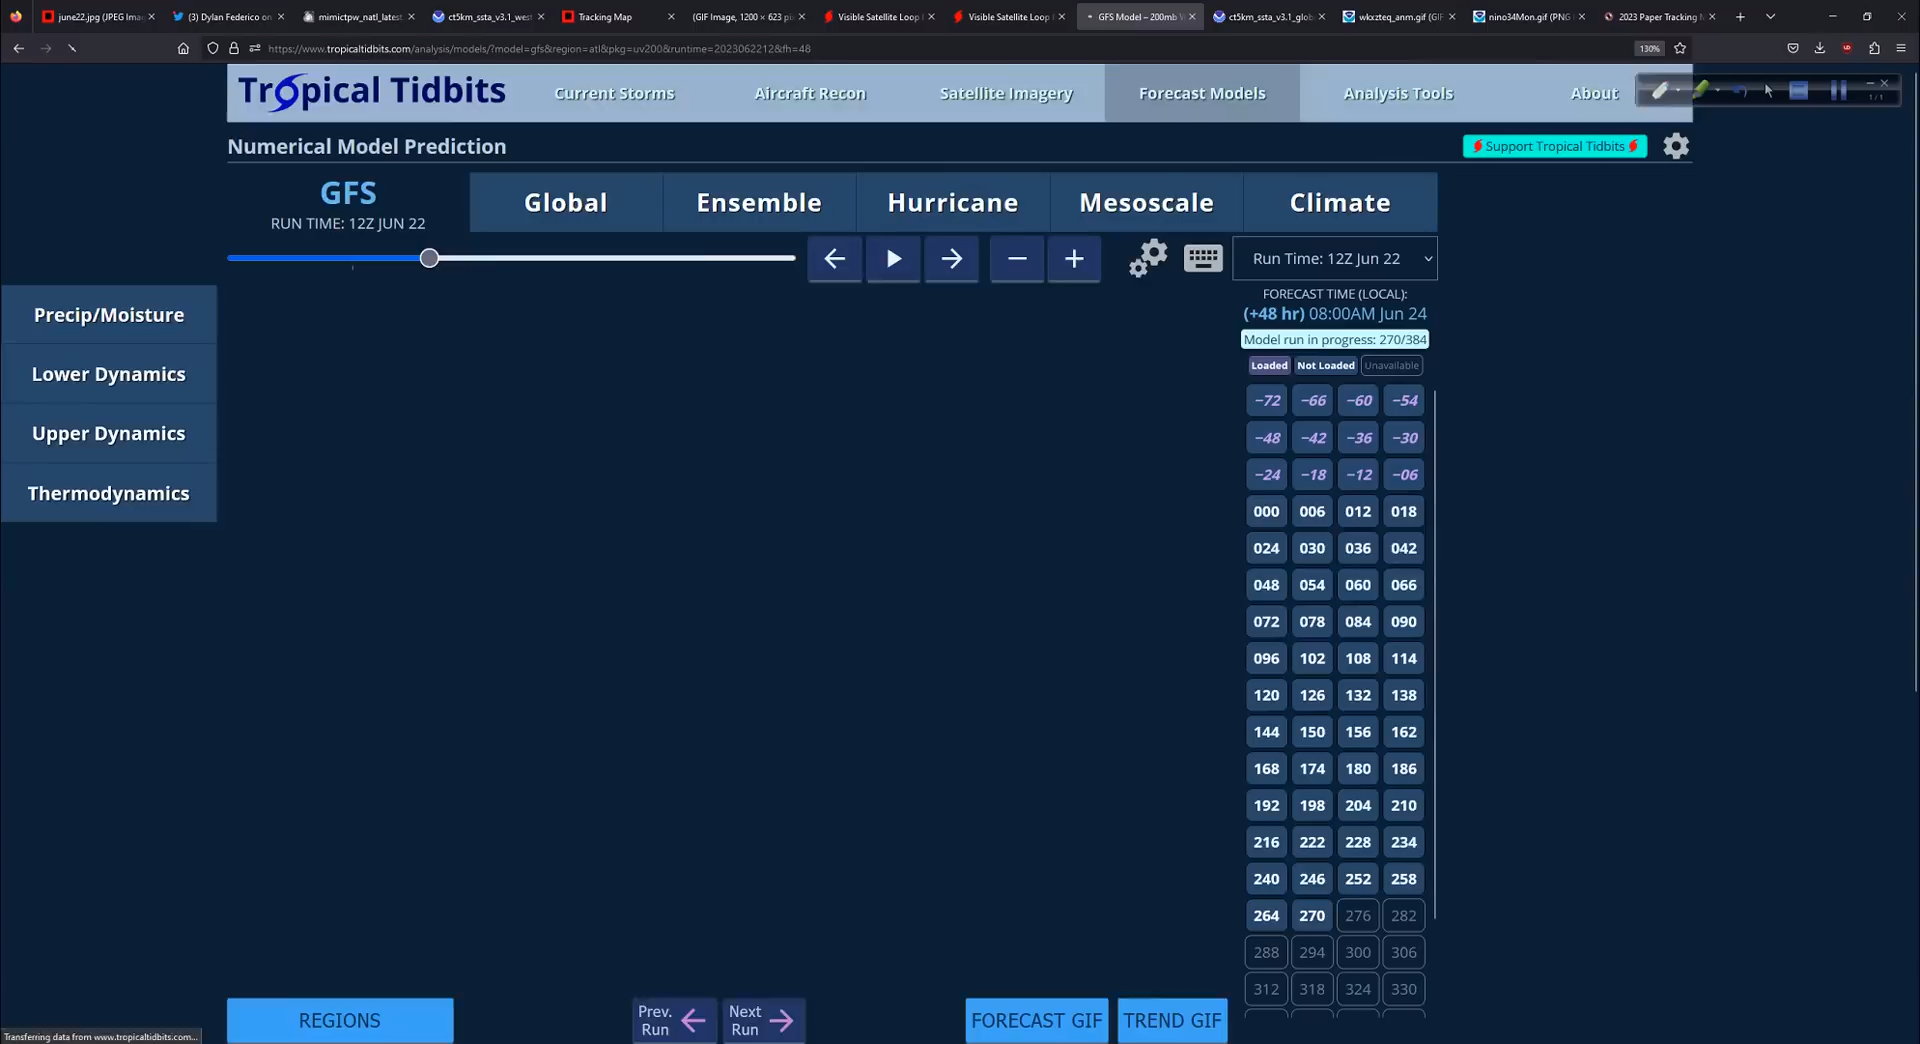 june22.jpg (JPEG Imag
(3) Dylan Federico on
mimictpw_natl_latest
ct5km_ssta_v3.1_west
Tracking Map
(GIF Image, 1200 × 623 pi
Visible Satellite Loop
Visible Satellite Loop
GFS Model – 200mb
ct5km_ssta_v3.1_glob
wkxzteq_anm.gif (GIF
nino34Mon.gif (PNG
2023 Paper Tracking M
https://www.tropicaltidbits.com/analysis/models/?model=gfs&region=atl&pkg=uv200&runtime=2023062212&fh=48
130%
Tropical Tidbits
Current Storms
Aircraft Recon
Satellite Imagery
Forecast Models
Analysis Tools
About
1/1
Numerical Model Prediction
Support Tropical Tidbits
GFS
RUN TIME: 12Z JUN 22
Global
Ensemble
Hurricane
Mesoscale
Climate
Run Time: 12Z Jun 22
FORECAST TIME (LOCAL):
(+48 hr) 08:00AM Jun 24
Model run in progress: 270/384
Loaded Not Loaded Unavailable
Precip/Moisture
Lower Dynamics
Upper Dynamics
Thermodynamics
−72 −66 −60 −54
−48 −42 −36 −30
−24 −18 −12 −06
000 006 012 018
024 030 036 042
048 054 060 066
072 078 084 090
096 102 108 114
120 126 132 138
144 150 156 162
168 174 180 186
192 198 204 210
216 222 228 234
240 246 252 258
264 270 276 282
288 294 300 306
312 318 324 330
REGIONS
Prev. Run
Next Run
FORECAST GIF
TREND GIF
Transferring data from www.tropicaltidbits.com...